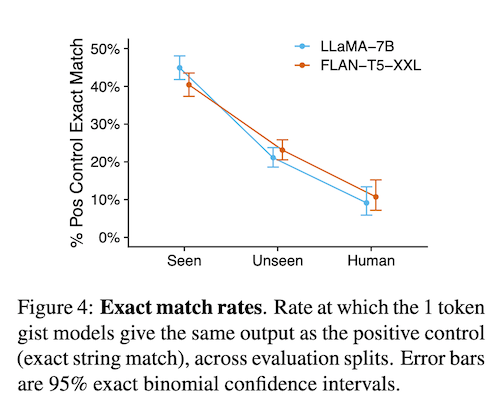 % Pos Control Exact Match
50%
40%
30%
20%
10%
0%
LLaMA−7B
FLAN−T5−XXL
Seen
Unseen
Human
Figure 4: Exact match rates. Rate at which the 1 token
gist models give the same output as the positive control
(exact string match), across evaluation splits. Error bars
are 95% exact binomial confidence intervals.